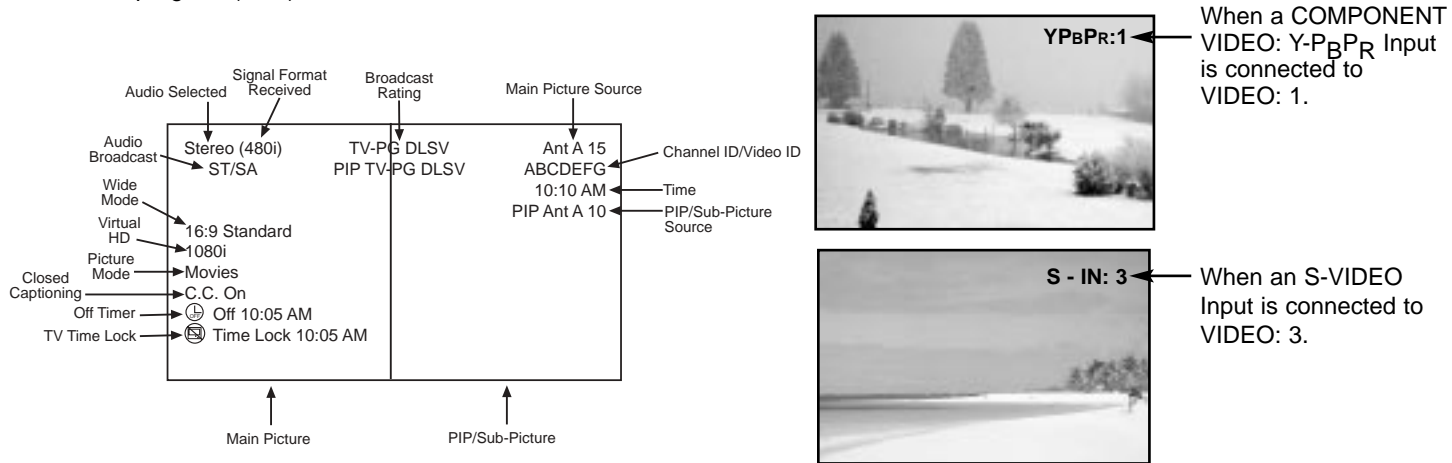 Audio Selected
Signal Format
Received
Broadcast
Rating
Main Picture Source
Audio
Broadcast
Stereo (480i)
ST/SA
TV-PG DLSV
PIP TV-PG DLSV
Ant A 15
ABCDEFG
10:10 AM
PIP Ant A 10
Channel ID/Video ID
Time
PIP/Sub-Picture
Source
Wide
Mode
16:9 Standard
Virtual
HD
1080i
Picture
Mode
Movies
Closed
Captioning
C.C. On
Off Timer
OFF
Off 10:05 AM
TV Time Lock
Time Lock 10:05 AM
Main Picture
PIP/Sub-Picture
YPBPR:1
When a COMPONENT
VIDEO: Y-PBPR Input
is connected to
VIDEO: 1.
S - IN: 3
When an S-VIDEO
Input is connected to
VIDEO: 3.